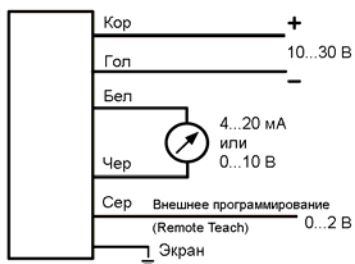 Кор
+
10...30 В
Гол
−
Бел
4...20 мА
или
0...10 В
Чер
Сер
Внешнее программирование
(Remote Teach)
0...2 В
Экран